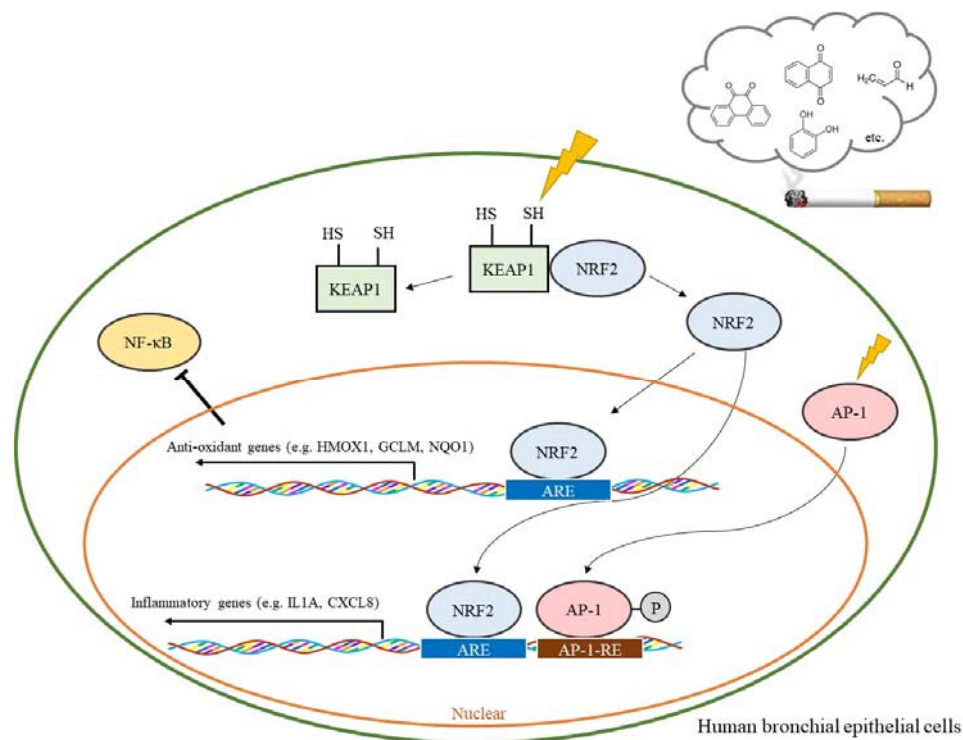 O
O
O
O
O
H₂C
H
OH
OH
etc.
HS
SH
KEAP1
HS
SH
KEAP1
NRF2
NRF2
NF-κB
AP-1
Anti-oxidant genes (e.g. HMOX1, GCLM, NQO1)
NRF2
ARE
Inflammatory genes (e.g. IL1A, CXCL8)
NRF2
AP-1
P
ARE
AP-1-RE
Nuclear
Human bronchial epithelial cells